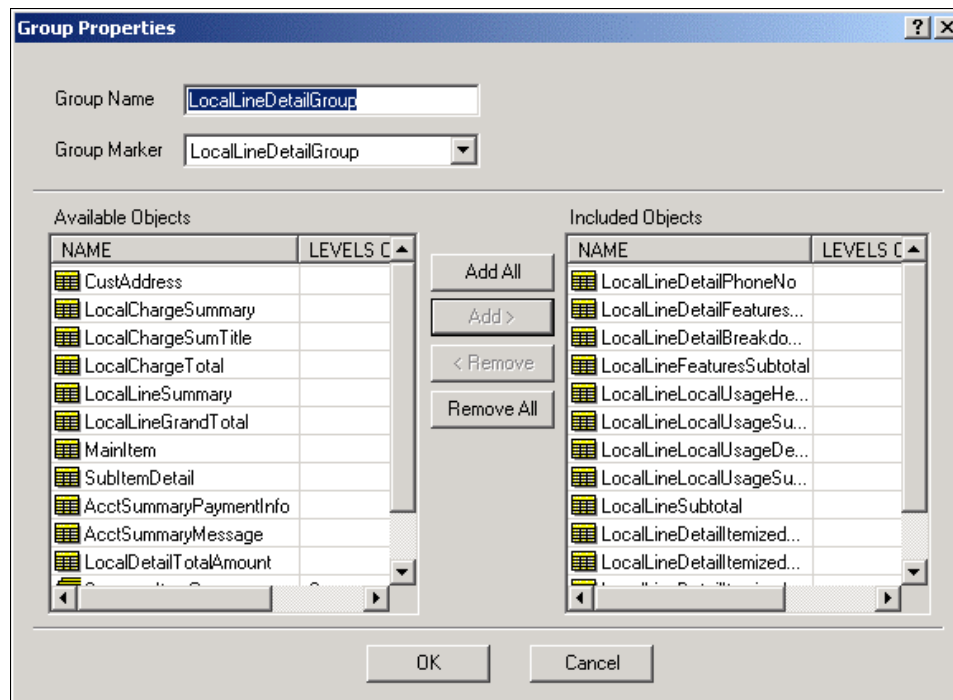 Group Properties
Group Name LocalLineDetailGroup
Group Marker LocalLineDetailGroup
Available Objects
NAME LEVELS C
CustAddress
LocalChargeSummary
LocalChargeSumTitle
LocalChargeTotal
LocalLineSummary
LocalLineGrandTotal
MainItem
SubItemDetail
AcctSummaryPaymentInfo
AcctSummaryMessage
LocalDetailTotalAmount
Add All
Add >
< Remove
Remove All
Included Objects
NAME LEVELS C
LocalLineDetailPhoneNo
LocalLineDetailFeatures...
LocalLineDetailBreakdo...
LocalLineFeaturesSubtotal
LocalLineLocalUsageHe...
LocalLineLocalUsageSu...
LocalLineLocalUsageDe...
LocalLineLocalUsageSu...
LocalLineSubtotal
LocalLineDetailItemized...
LocalLineDetailItemized...
OK
Cancel